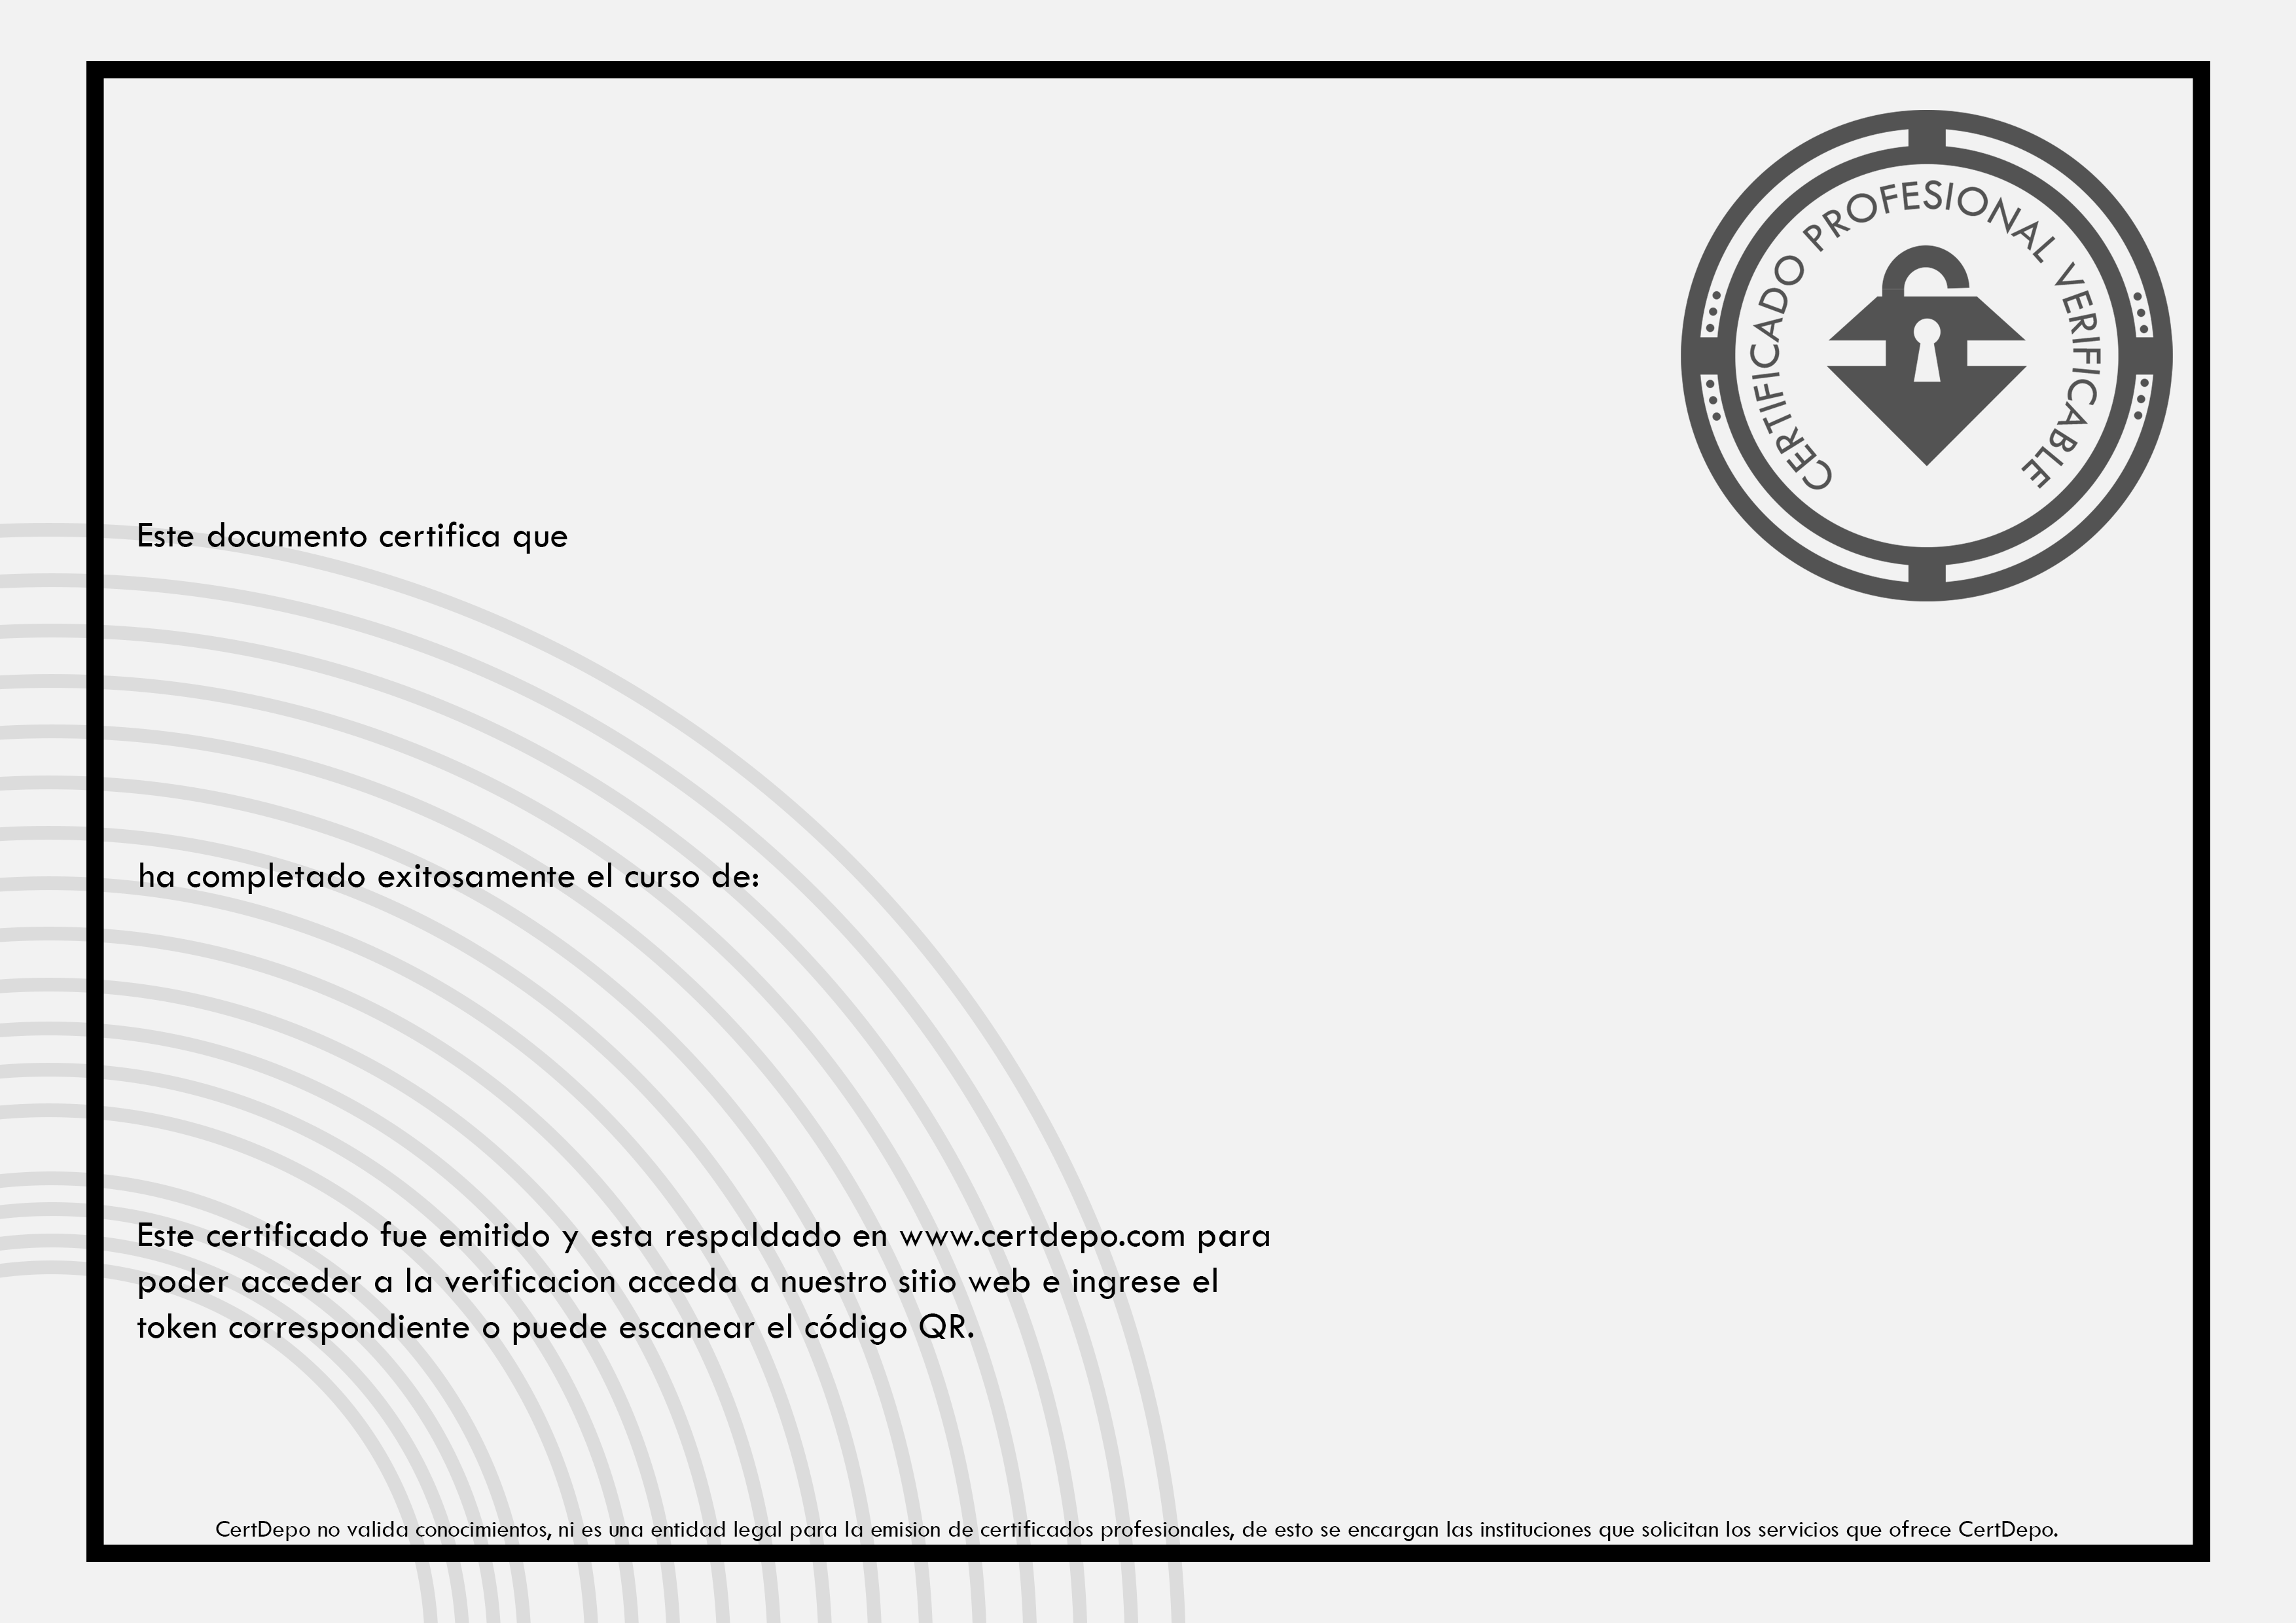 CERTIFICADO PROFESIONAL VERIFICABLE
Este documento certifica que
ha completado exitosamente el curso de:
Este certificado fue emitido y esta respaldado en www.certdepo.com para
poder acceder a la verificacion acceda a nuestro sitio web e ingrese el
token correspondiente o puede escanear el código QR.
CertDepo no valida conocimientos, ni es una entidad legal para la emision de certificados profesionales, de esto se encargan las instituciones que solicitan los servicios que ofrece CertDepo.